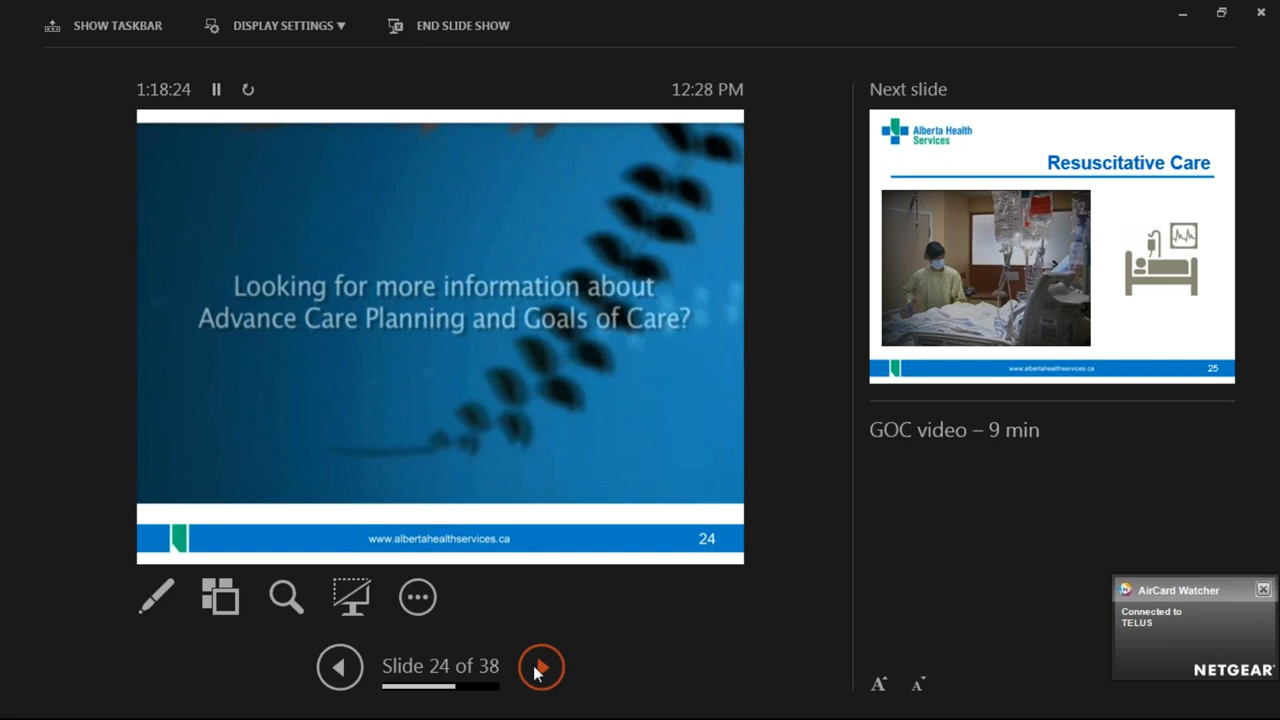 SHOW TASKBAR
DISPLAY SETTINGS ▼
END SLIDE SHOW
1:18:24
12:28 PM
Looking for more information about
Advance Care Planning and Goals of Care?
www.albertahealthservices.ca
24
Slide 24 of 38
Next slide
Alberta Health
Services
Resuscitative Care
www.albertahealthservices.ca
25
GOC video – 9 min
AirCard Watcher
Connected to
TELUS
NETGEAR
A A